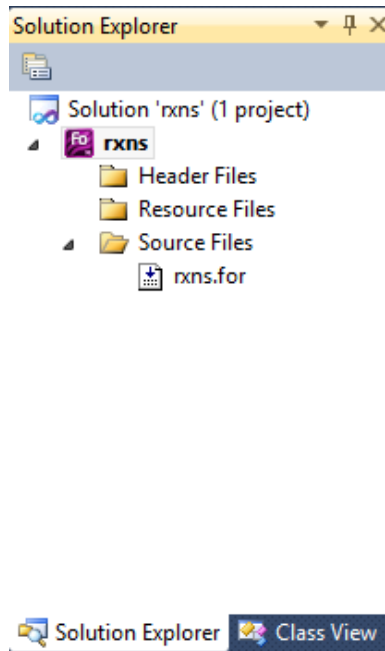 Solution Explorer
Solution 'rxns' (1 project)
Fo
rxns
Header Files
Resource Files
Source Files
rxns.for
Solution Explorer Class View